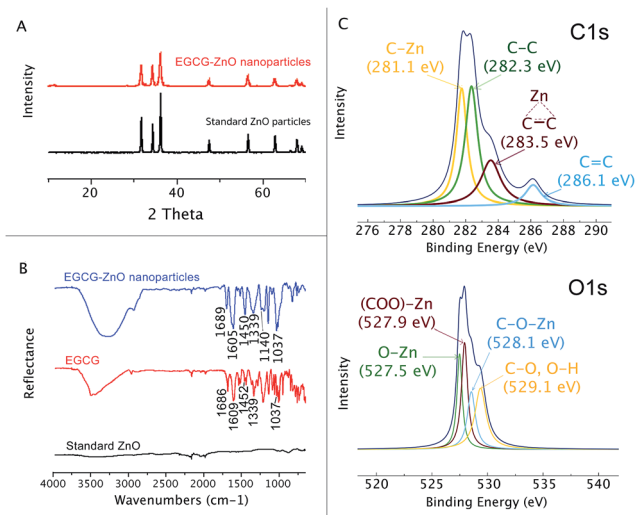 A
EGCG-ZnO nanoparticles
Standard ZnO particles
Intensity
20 40 60
2 Theta
B
EGCG-ZnO nanoparticles
1689
1605
1450
1339
1140
1037
EGCG
1686
1609
1452
1339
1037
Standard ZnO
Reflectance
4000 3500 3000 2500 2000 1500 1000
Wavenumbers (cm-1)
C
C1s
C-Zn
(281.1 eV)
C-C
(282.3 eV)
Zn
C-C
(283.5 eV)
C=C
(286.1 eV)
Intensity
276 278 280 282 284 286 288 290
Binding Energy (eV)
O1s
(COO)-Zn
(527.9 eV)
O-Zn
(527.5 eV)
C-O-Zn
(528.1 eV)
C-O, O-H
(529.1 eV)
Intensity
520 525 530 535 540
Binding Energy (eV)